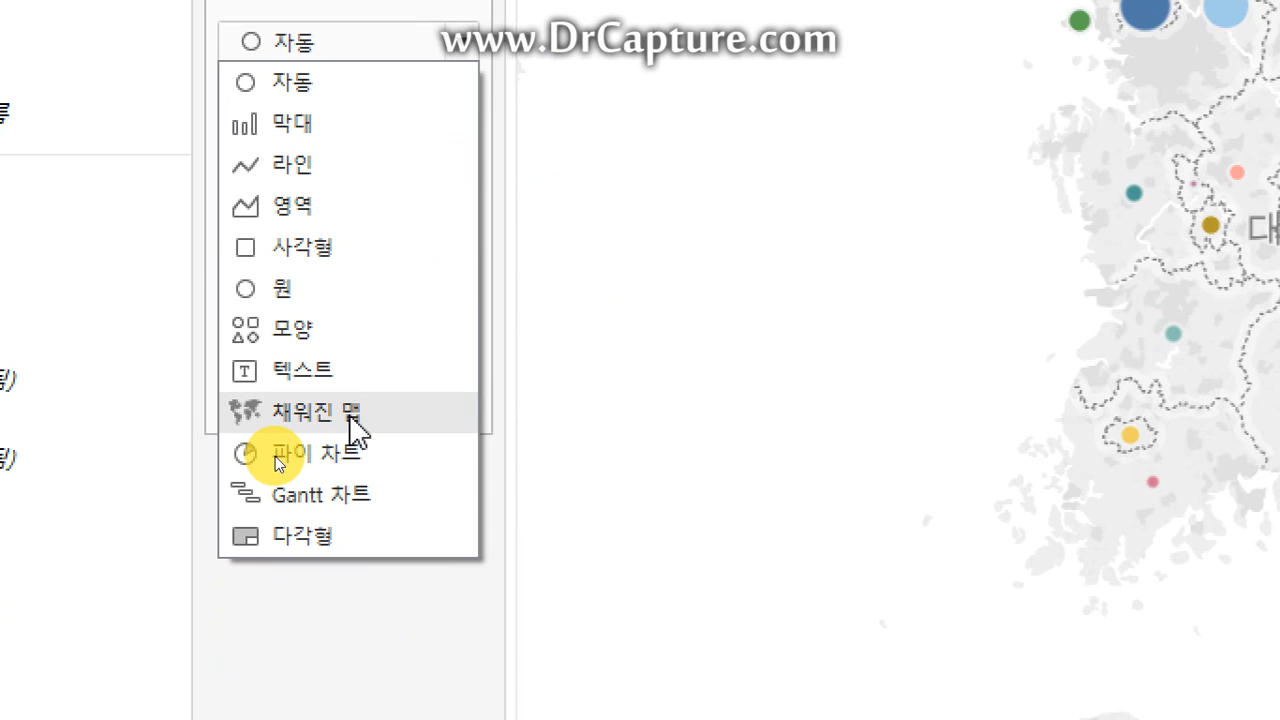 www.DrCapture.com
자동
자동
막대
라인
영역
사각형
원
모양
T 텍스트
채워진 맵
파이 차트
Gantt 차트
다각형
대